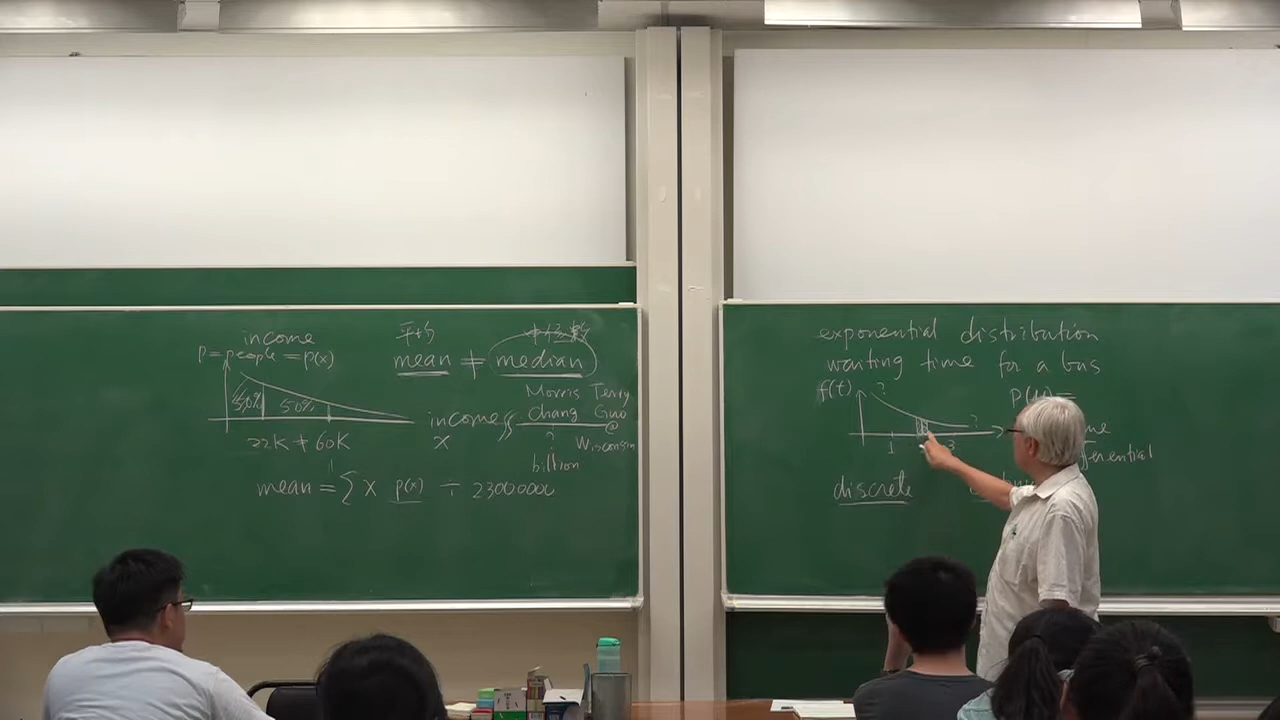 income
P = people = p(x)
50%
50%
22K + 60K
income
x
平均
mean ≠ median
Morris Terry
Chang Guo
@
? Wisconsin
billion
mean = Σ x p(x) ÷ 23000000
exponential distribution
waiting time for a bus
f(t) ?
?
1
3
discrete